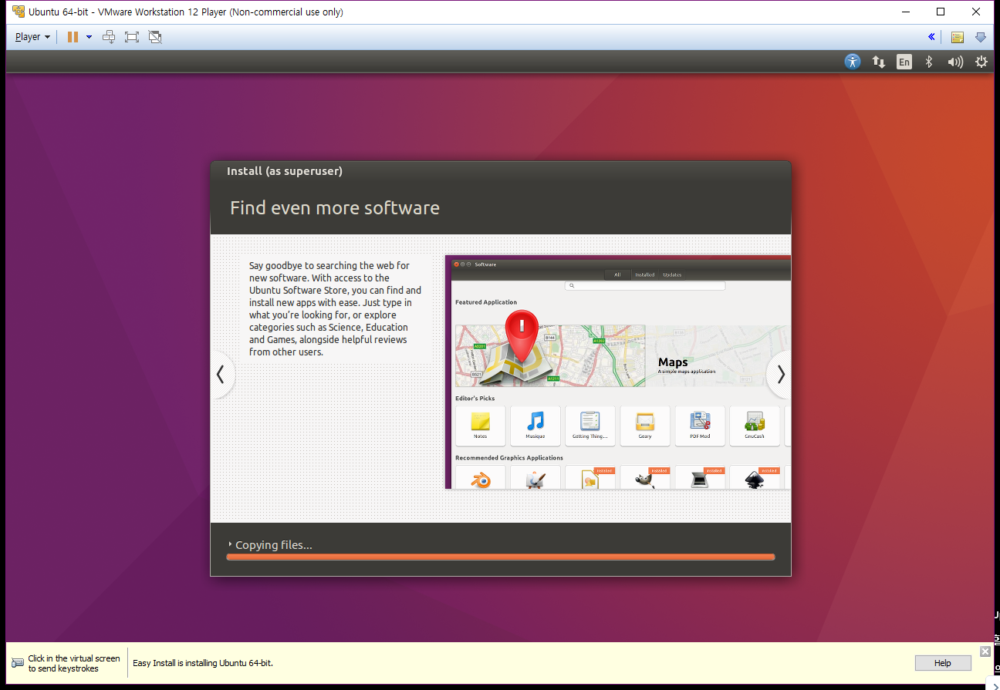 Ubuntu 64-bit - VMware Workstation 12 Player (Non-commercial use only)
Player
En
Install (as superuser)
Find even more software
Say goodbye to searching the web for
new software. With access to the
Ubuntu Software Store, you can find and
install new apps with ease. Just type in
what you're looking for, or explore
categories such as Science, Education
and Games, alongside helpful reviews
from other users.
Software
All Installed Updates
Featured Application
A5201
B144
A1203
B521
A1211
Maps
A simple maps application
Editor's Picks
Notes Musique Getting Thing... Geary PDF Mod GnuCash
Recommended Graphics Applications
Installed Installed Installed Installed
Copying files...
Click in the virtual screen
to send keystrokes
Easy Install is installing Ubuntu 64-bit.
Help